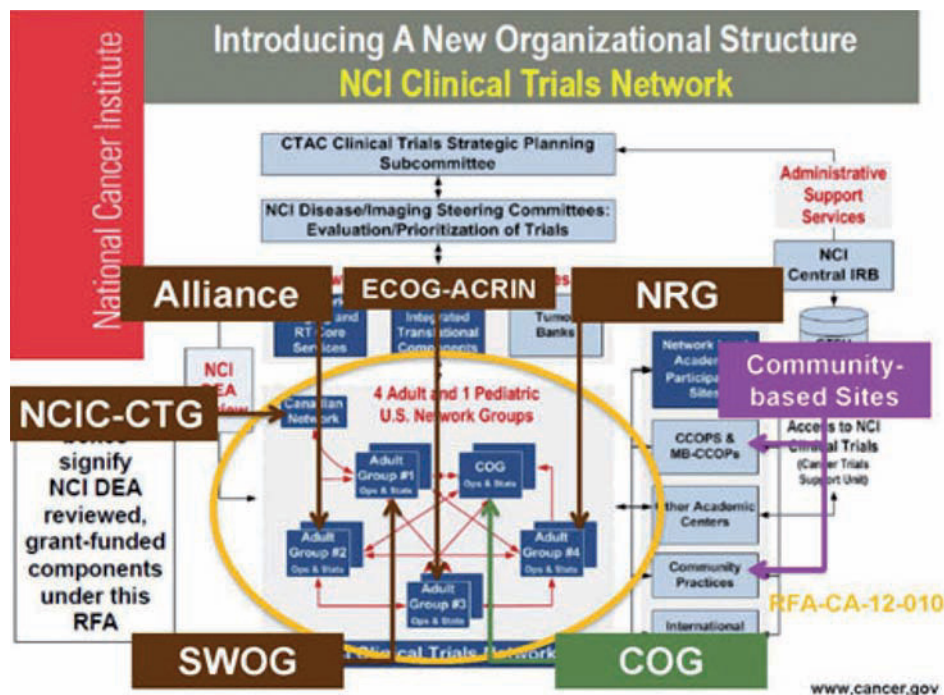 National Cancer Institute
Introducing A New Organizational Structure
NCI Clinical Trials Network
CTAC Clinical Trials Strategic Planning
Subcommittee
Administrative
Support
Services
NCI Disease/Imaging Steering Committees:
Evaluation/Prioritization of Trials
NCI
Central IRB
Alliance
ECOG-ACRIN
NRG
and
RT Core
Services
Integrated
Translational
Components
Tumor
Banks
Network
Participa
Sites
Community-
based Sites
NCI
4 Adult and 1 Pediatric
U.S. Network Groups
NCIC-CTG
Canadian
Network
signify
NCI DEA
reviewed,
grant-funded
components
under this
RFA
Access to NCI
Clinical Trials
(Cancer Trials
Support Unit)
CCOPS &
MB-CCOPs
Adult
Group #1
Ops & Stats
COG
Ops & Stats
Other Academic
Centers
Adult
Group #2
Ops & Stats
Adult
Group #4
Ops & Stats
Adult
Group #3
Ops & Stats
Community
Practices
RFA-CA-12-010
International
SWOG
Clinical Trials Network
COG
www.cancer.gov